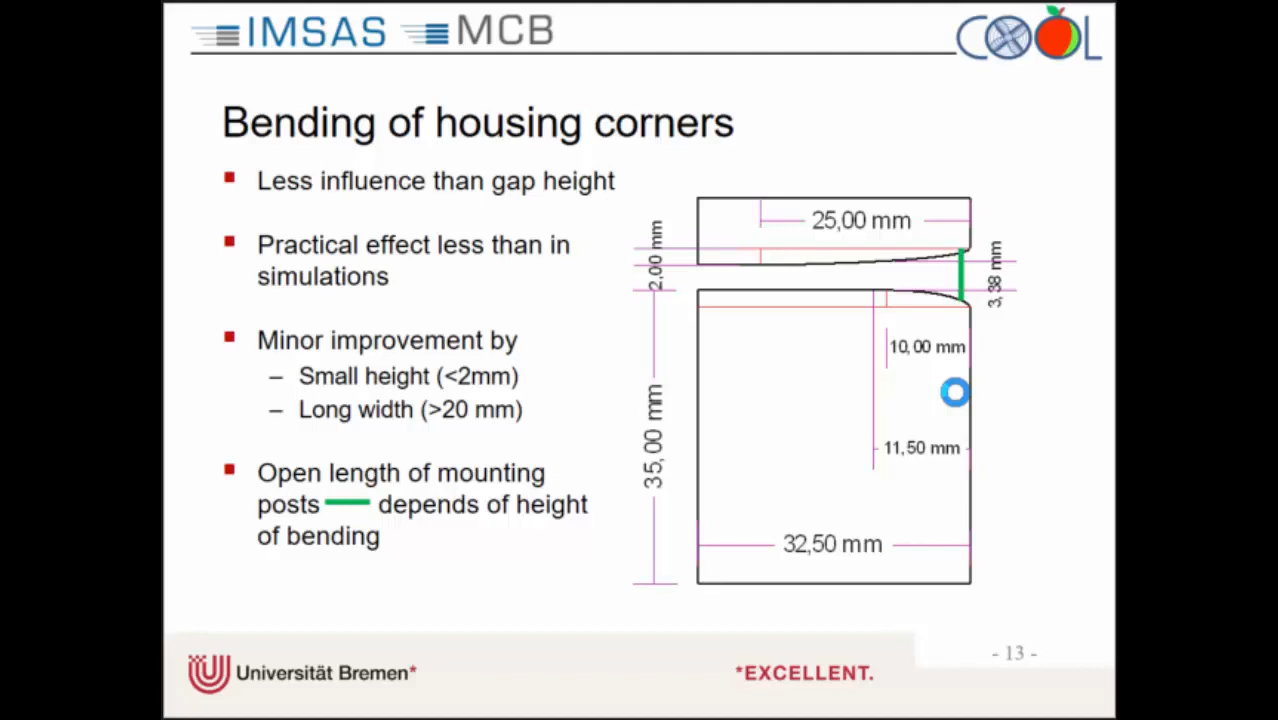 IMSAS MCB
COOL
Bending of housing corners
Less influence than gap height
Practical effect less than in
simulations
Minor improvement by
– Small height (<2mm)
– Long width (>20 mm)
Open length of mounting
posts depends of height
of bending
25,00 mm
2,00 mm
3,38 mm
10,00 mm
35,00 mm
11,50 mm
32,50 mm
- 13 -
Universität Bremen*
*EXCELLENT.